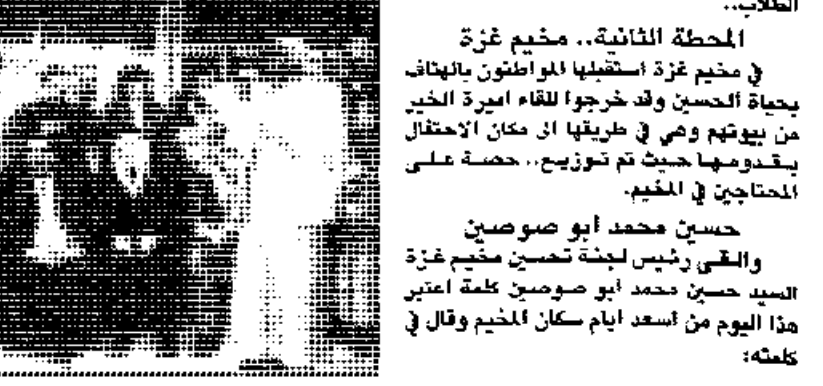 الطلاب..
المحطة الثانية.. مخيم غزة
في مخيم غزة استقبلها المواطنون بالهتاف
بحياة الحسين وقد خرجوا للقاء اميرة الخير
من بيوتهم وهي في طريقها الى مكان الاحتفال
بقدومها حيث تم توزيع.. حصة على
المحتاجين في المخيم.
حسين محمد أبو صوصين
والقى رئيس لجنة تحسين مخيم غزة
السيد حسين محمد ابو صوصين كلمة اعتبر
هذا اليوم من اسعد ايام سكان المخيم وقال في
كلمته: